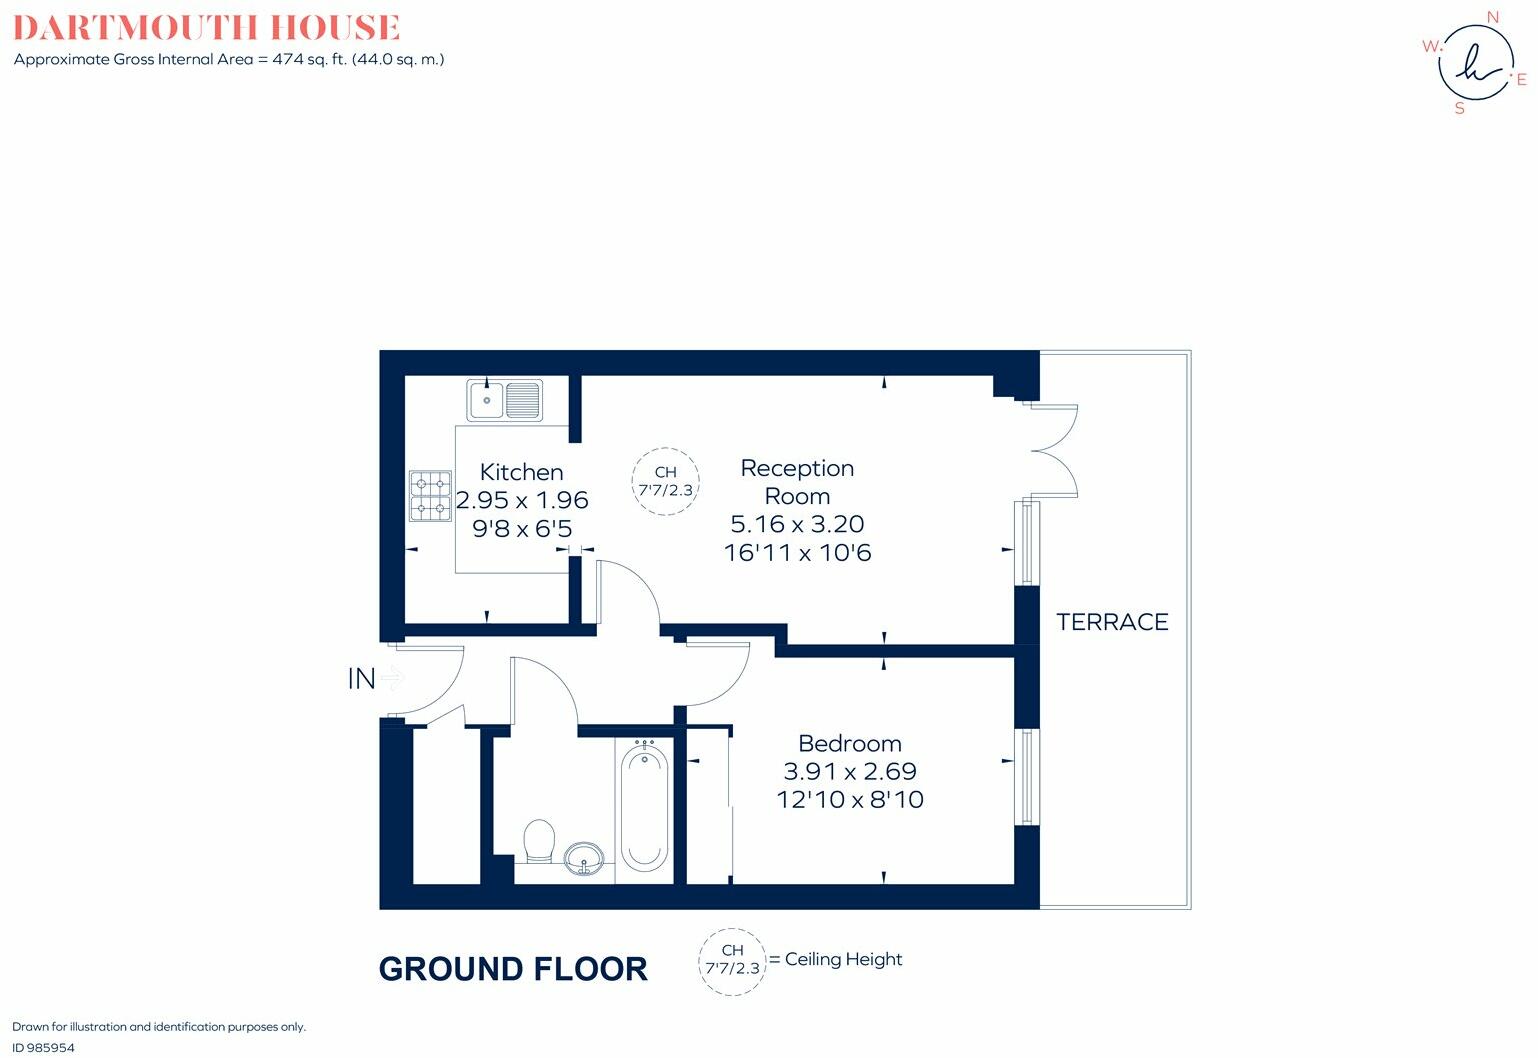 DARTMOUTH HOUSE
Approximate Gross Internal Area = 474 sq. ft. (44.0 sq. m.)
N
W.
E
S
Kitchen
2.95 x 1.96
9'8 x 6'5
CH
7'7/2.3
Reception
Room
5.16 x 3.20
16'11 x 10'6
TERRACE
IN
Bedroom
3.91 x 2.69
12'10 x 8'10
GROUND FLOOR
CH
7'7/2.3
= Ceiling Height
Drawn for illustration and identification purposes only.
ID 985954